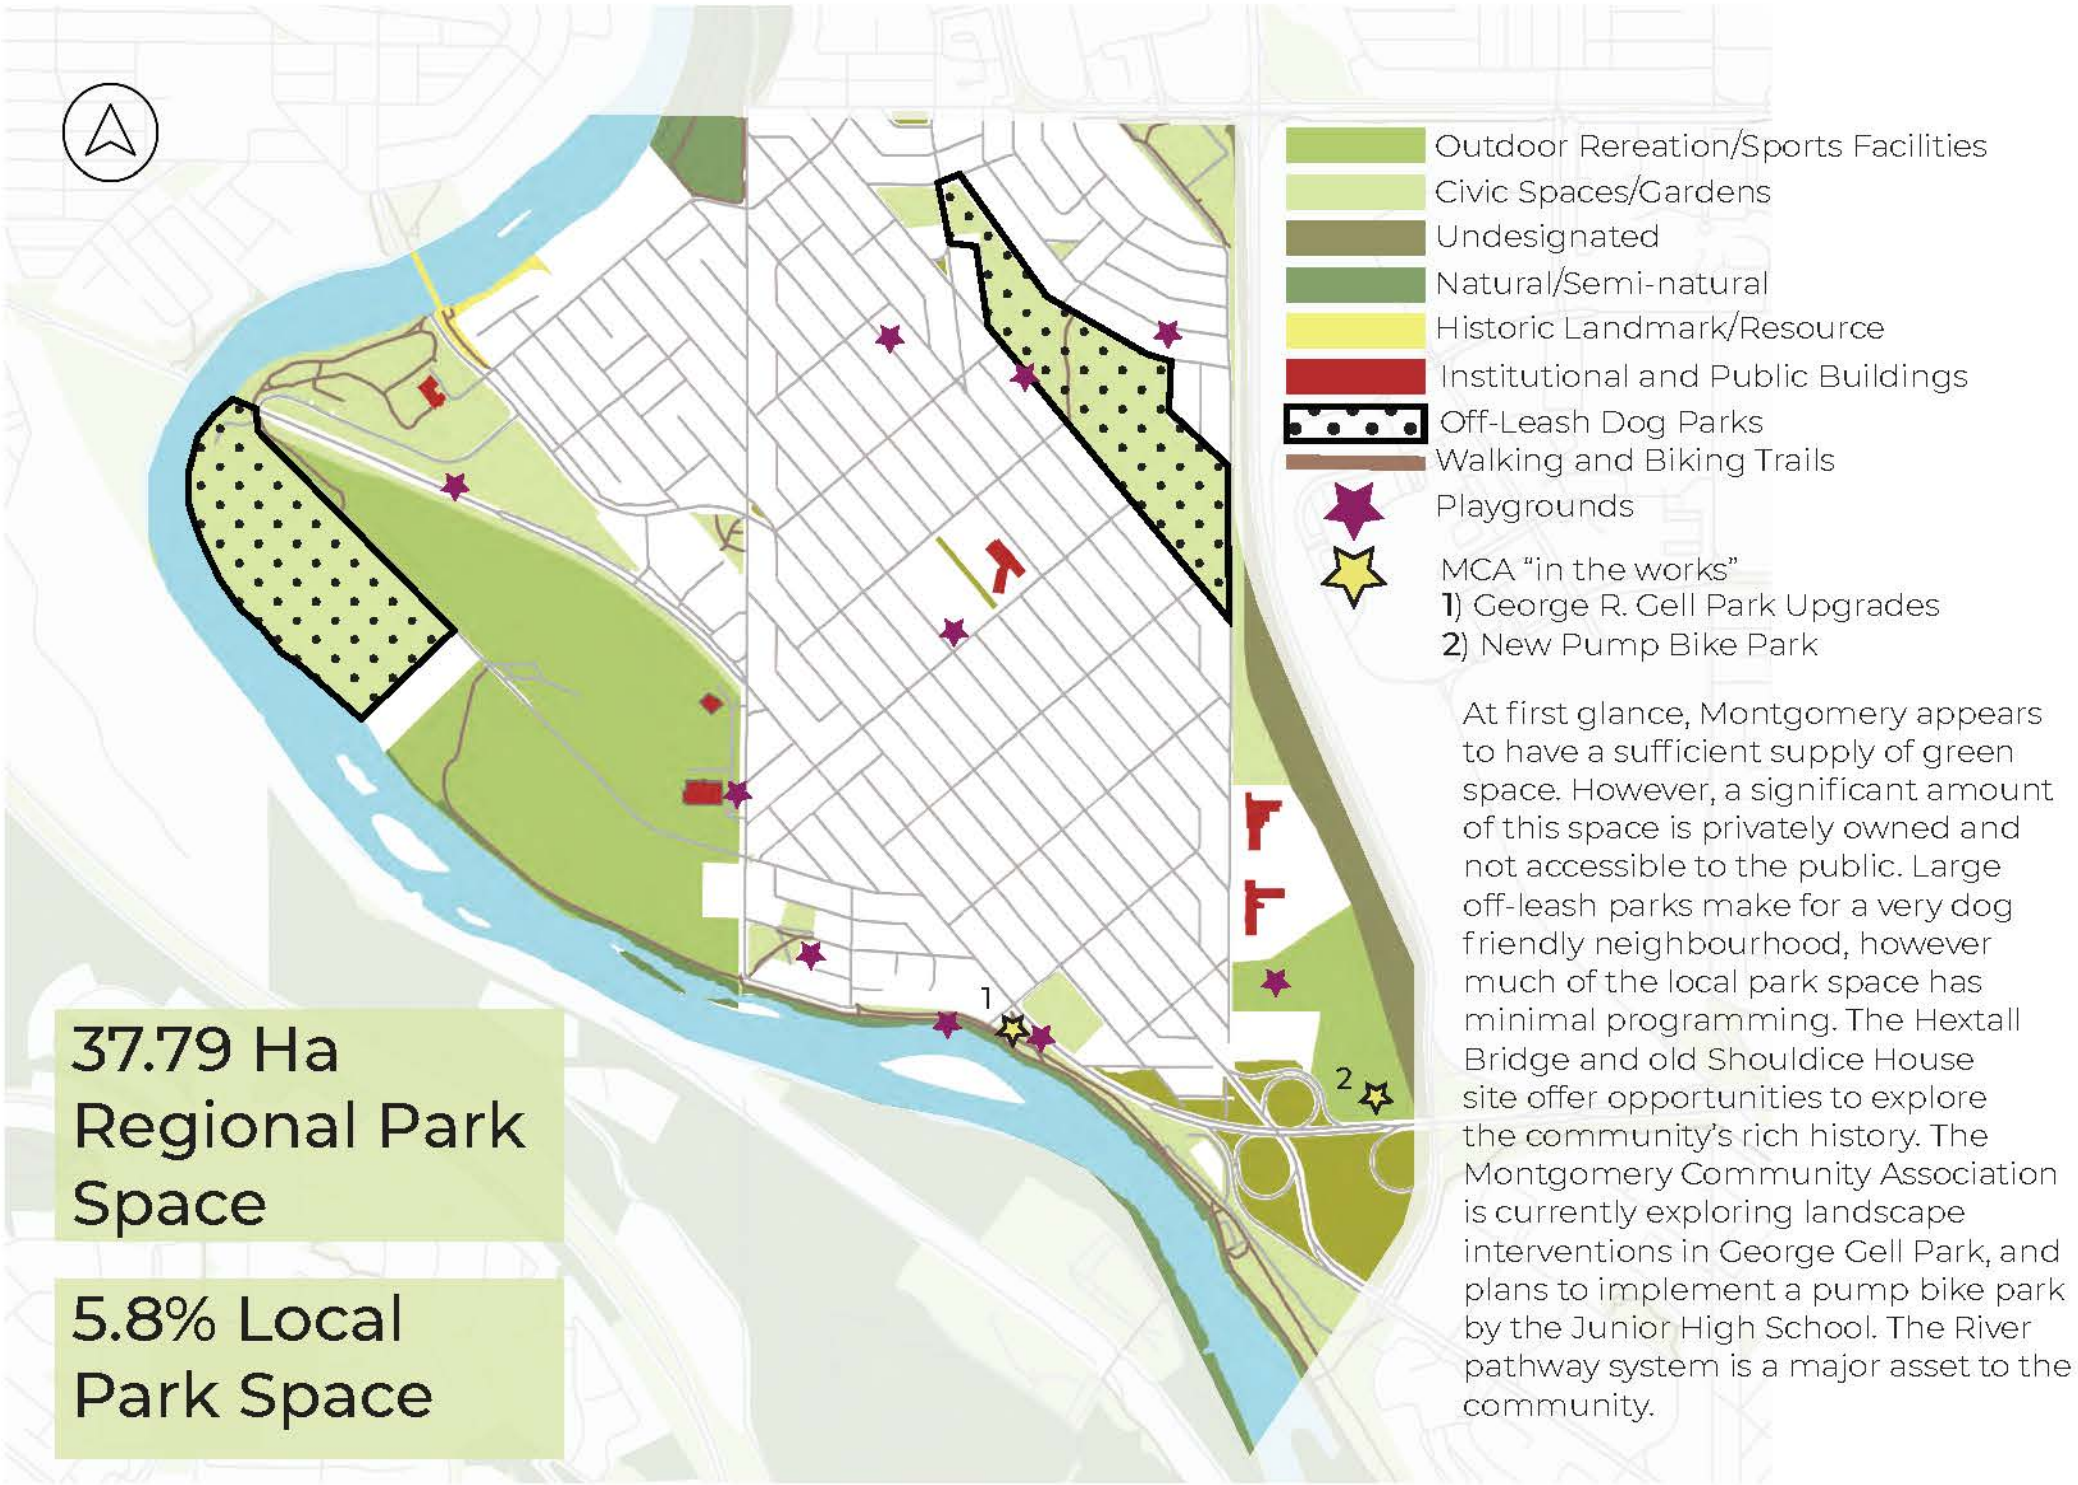 Outdoor Rereation/Sports Facilities
Civic Spaces/Gardens
Undesignated
Natural/Semi-natural
Historic Landmark/Resource
Institutional and Public Buildings
Off-Leash Dog Parks
Walking and Biking Trails
Playgrounds
MCA “in the works”
1) George R. Gell Park Upgrades
2) New Pump Bike Park
At first glance, Montgomery appears
to have a sufficient supply of green
space. However, a significant amount
of this space is privately owned and
not accessible to the public. Large
off-leash parks make for a very dog
friendly neighbourhood, however
much of the local park space has
minimal programming. The Hextall
Bridge and old Shouldice House
site offer opportunities to explore
the community’s rich history. The
Montgomery Community Association
is currently exploring landscape
interventions in George Gell Park, and
plans to implement a pump bike park
by the Junior High School. The River
pathway system is a major asset to the
community.
1
2
37.79 Ha
Regional Park
Space
5.8% Local
Park Space